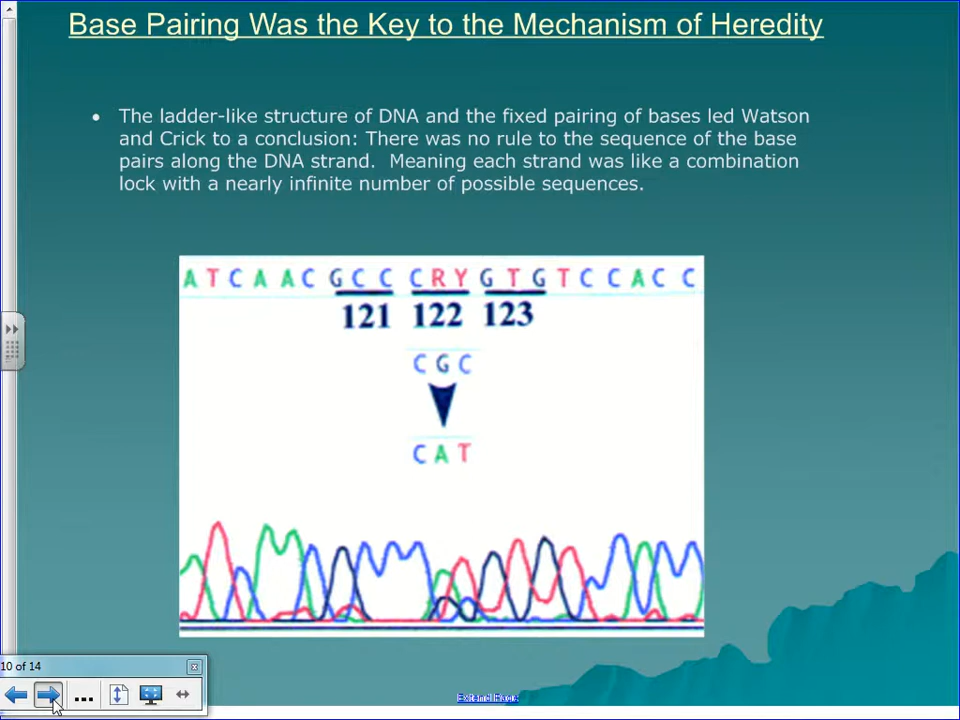 Base Pairing Was the Key to the Mechanism of Heredity
• The ladder-like structure of DNA and the fixed pairing of bases led Watson
and Crick to a conclusion: There was no rule to the sequence of the base
pairs along the DNA strand. Meaning each strand was like a combination
lock with a nearly infinite number of possible sequences.
A T C A A C G C C C R Y G T G T C C A C C
121 122 123
C G C
C A T
10 of 14
Extend Page